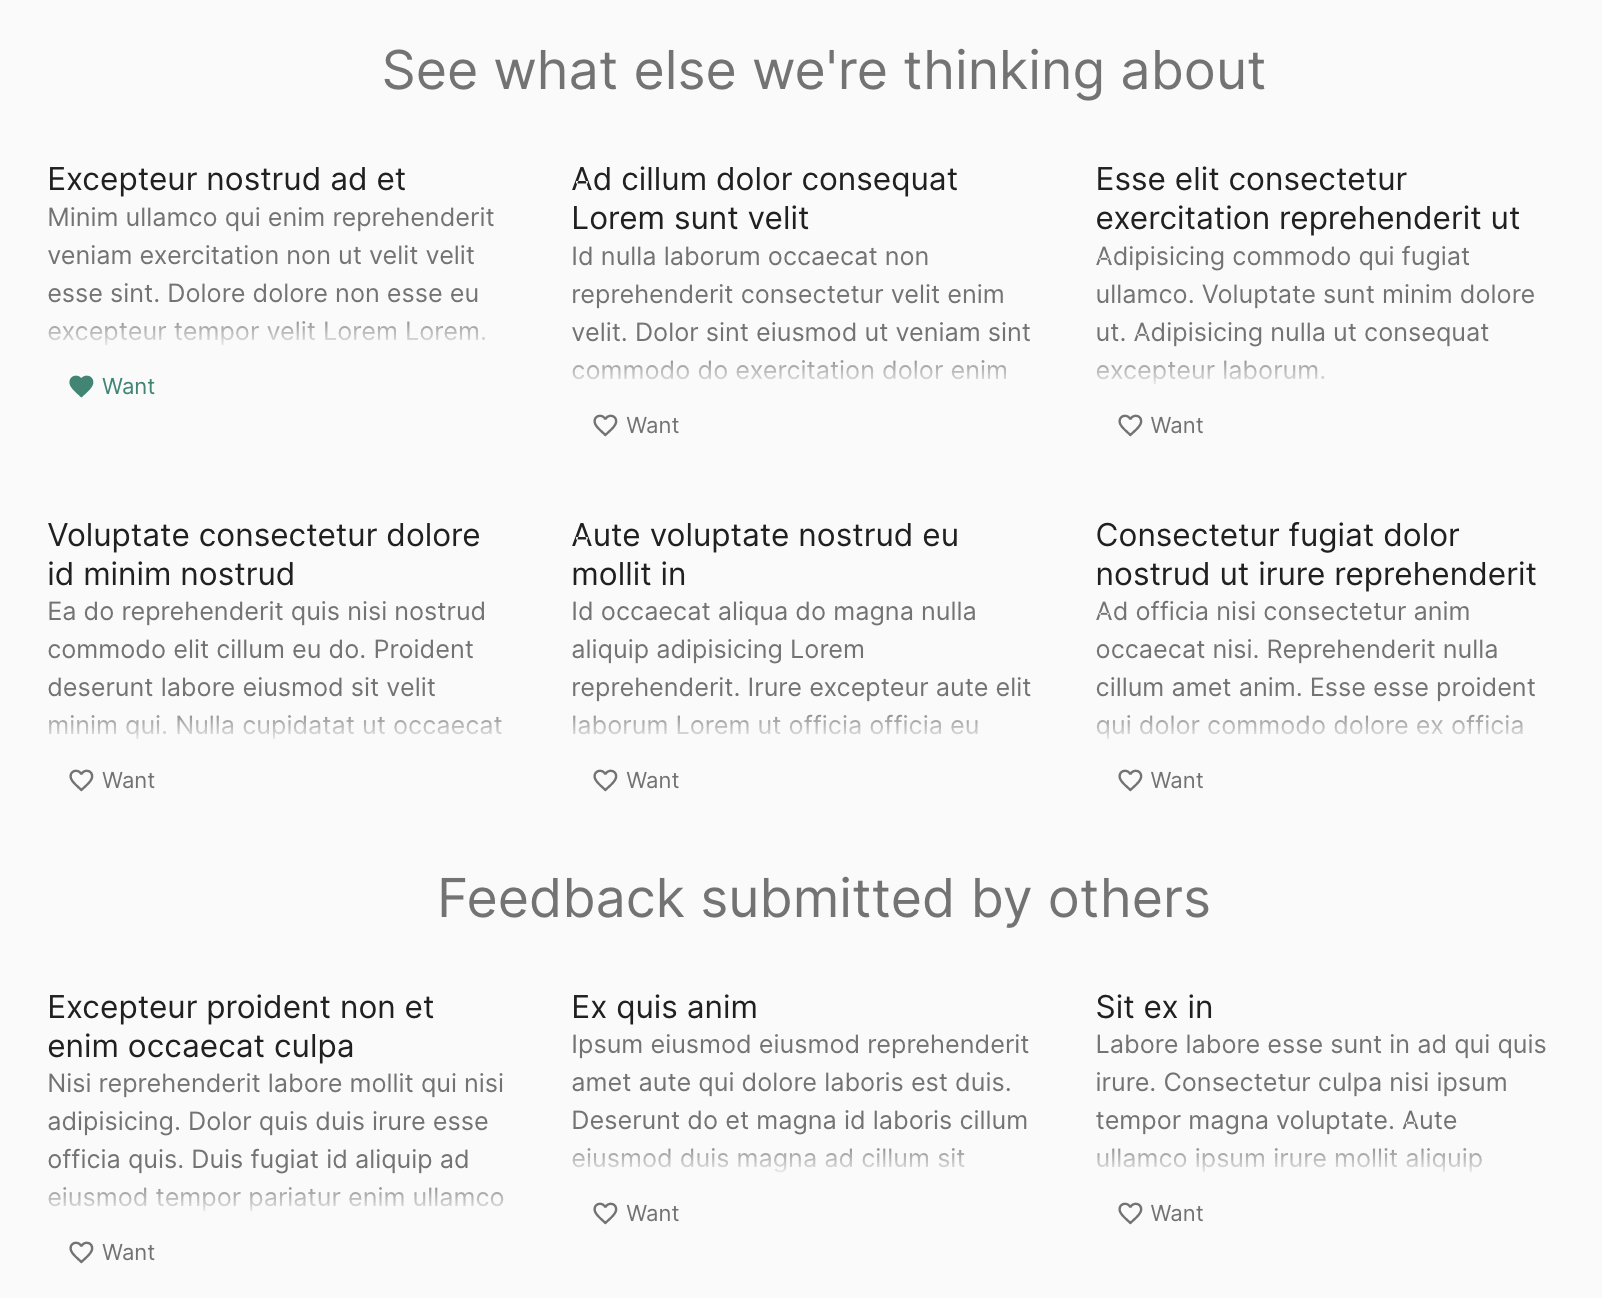 See what else we're thinking about
Excepteur nostrud ad et
Minim ullamco qui enim reprehenderit
veniam exercitation non ut velit velit
esse sint. Dolore dolore non esse eu
excepteur tempor velit Lorem Lorem.
Want
Ad cillum dolor consequat
Lorem sunt velit
Id nulla laborum occaecat non
reprehenderit consectetur velit enim
velit. Dolor sint eiusmod ut veniam sint
commodo do exercitation dolor enim
Want
Esse elit consectetur
exercitation reprehenderit ut
Adipisicing commodo qui fugiat
ullamco. Voluptate sunt minim dolore
ut. Adipisicing nulla ut consequat
excepteur laborum.
Want
Voluptate consectetur dolore
id minim nostrud
Ea do reprehenderit quis nisi nostrud
commodo elit cillum eu do. Proident
deserunt labore eiusmod sit velit
minim qui. Nulla cupidatat ut occaecat
Want
Aute voluptate nostrud eu
mollit in
Id occaecat aliqua do magna nulla
aliquip adipisicing Lorem
reprehenderit. Irure excepteur aute elit
laborum Lorem ut officia officia eu
Want
Consectetur fugiat dolor
nostrud ut irure reprehenderit
Ad officia nisi consectetur anim
occaecat nisi. Reprehenderit nulla
cillum amet anim. Esse esse proident
qui dolor commodo dolore ex officia
Want
Feedback submitted by others
Excepteur proident non et
enim occaecat culpa
Nisi reprehenderit labore mollit qui nisi
adipisicing. Dolor quis duis irure esse
officia quis. Duis fugiat id aliquip ad
eiusmod tempor pariatur enim ullamco
Want
Ex quis anim
Ipsum eiusmod eiusmod reprehenderit
amet aute qui dolore laboris est duis.
Deserunt do et magna id laboris cillum
eiusmod duis magna ad cillum sit
Want
Sit ex in
Labore labore esse sunt in ad qui quis
irure. Consectetur culpa nisi ipsum
tempor magna voluptate. Aute
ullamco ipsum irure mollit aliquip
Want